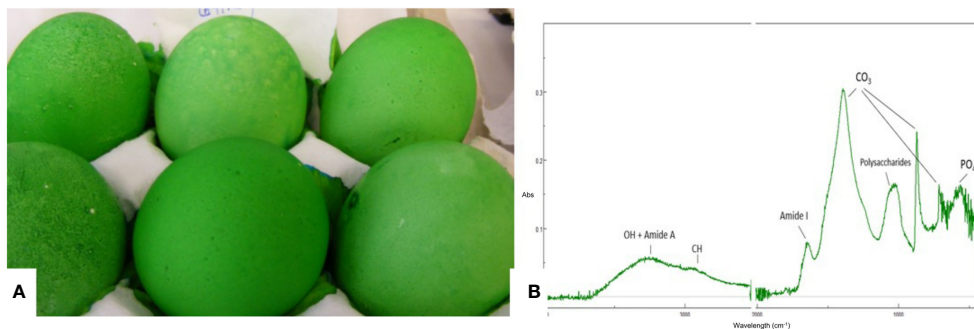 A
B
CO₃
0.3
0.2
Polysaccharides
PO₄
Abs
Amide I
0.1
OH + Amide A
CH
0
3000
2000
1000
Wavelength (cm⁻¹)